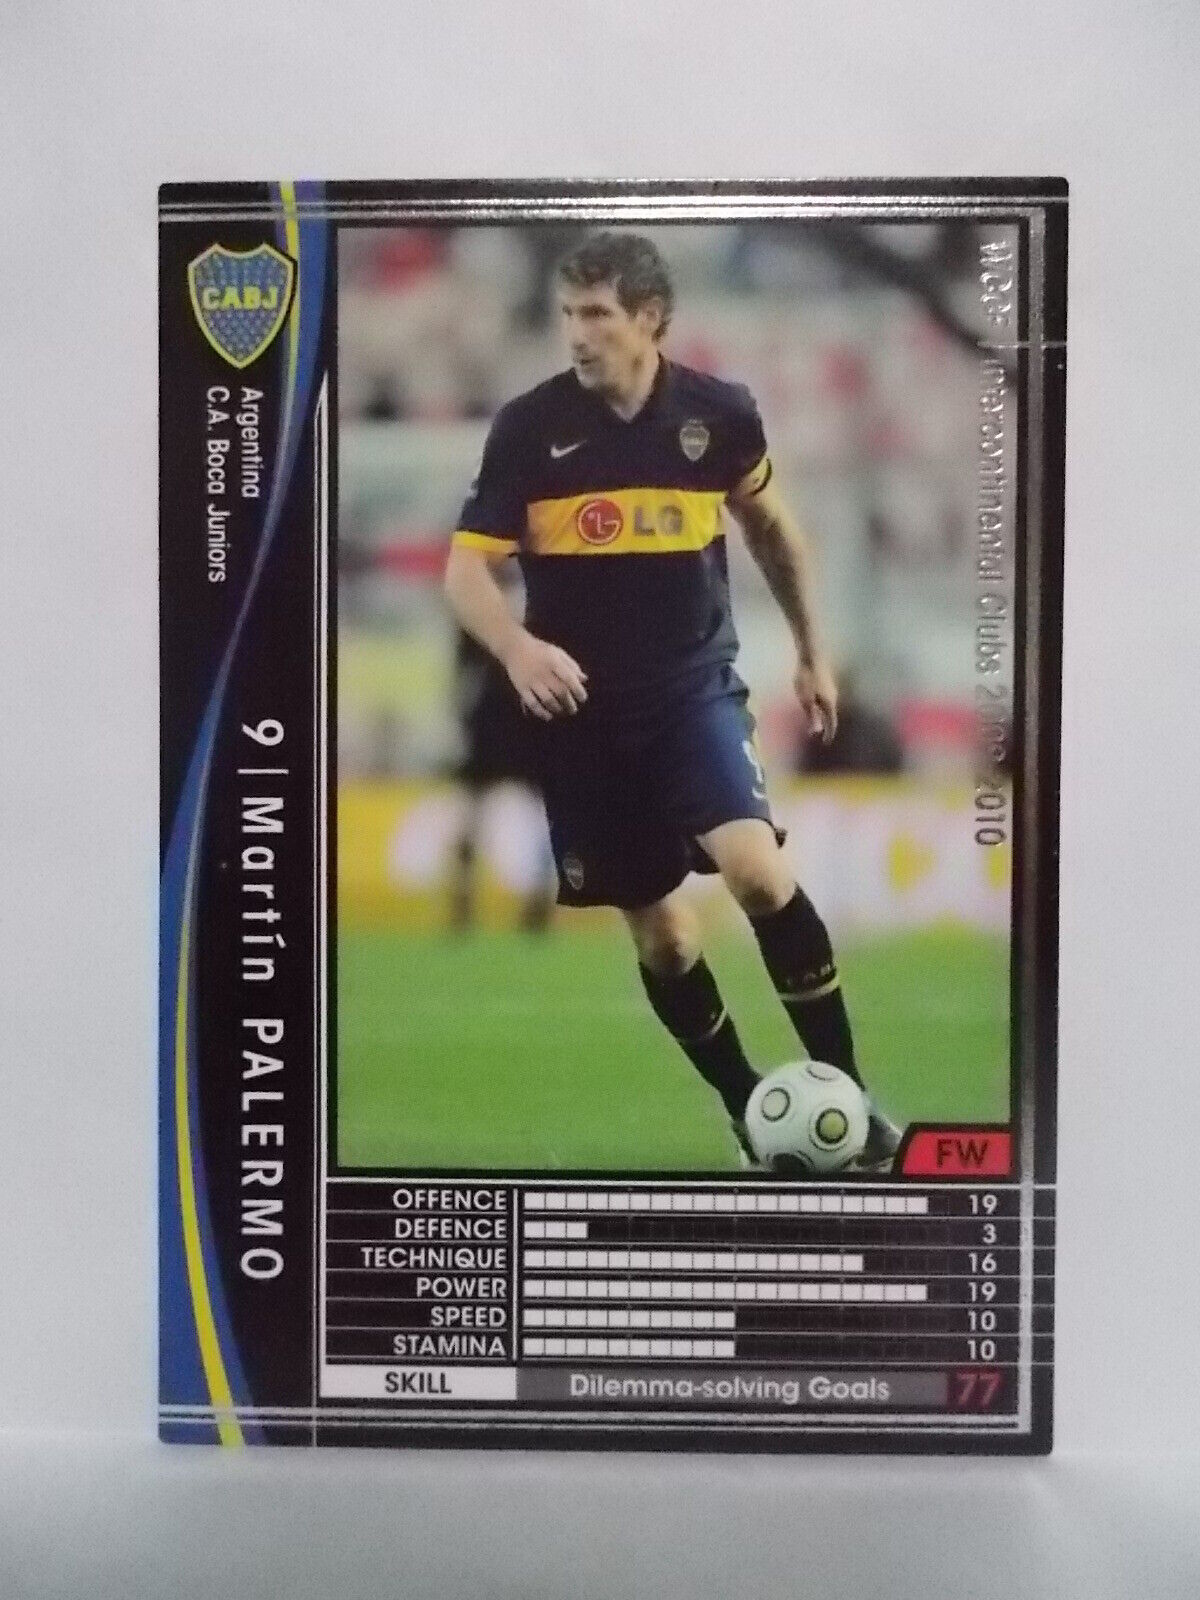 CABJ
Argentina
C.A. Boca Juniors
9 | Martín PALERMO
WCCF Intercontinental Clubs 2009-2010
LG
FW
OFFENCE 19
DEFENCE 3
TECHNIQUE 16
POWER 19
SPEED 10
STAMINA 10
SKILL Dilemma-solving Goals 77